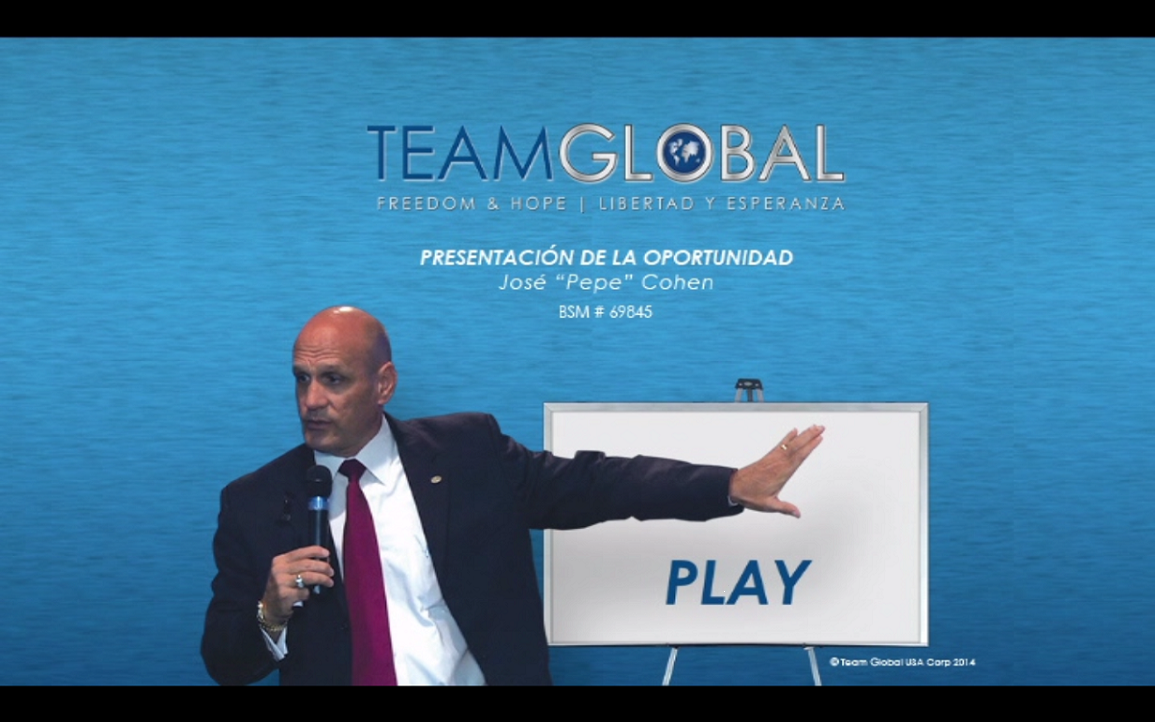 TEAMGLOBAL
FREEDOM & HOPE | LIBERTAD Y ESPERANZA
PRESENTACIÓN DE LA OPORTUNIDAD
José “Pepe” Cohen
BSM # 69845
PLAY
©Team Global USA Corp 2014